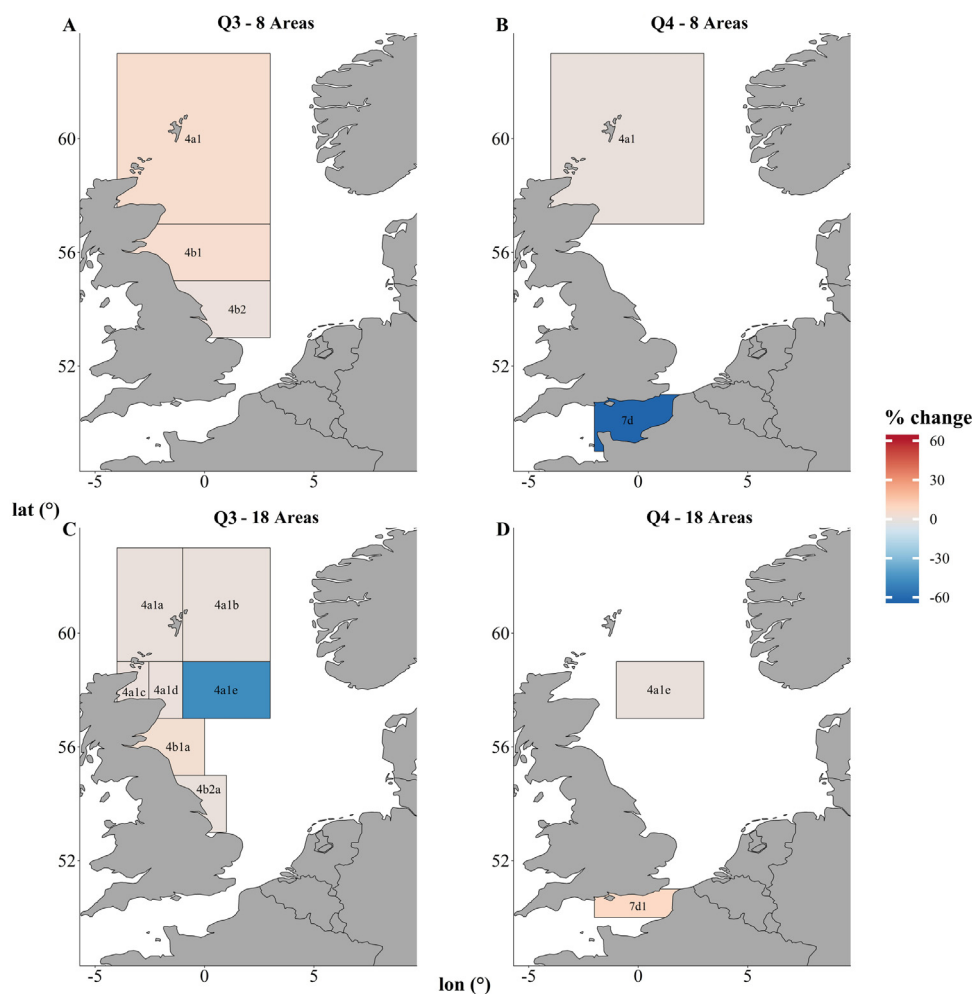 A
Q3 - 8 Areas
B
Q4 - 8 Areas
60
56
52
4a1
4b1
4b2
-5
0
5
60
56
52
4a1
7d
-5
0
5
% change
60
30
0
-30
-60
lat (°)
C
Q3 - 18 Areas
D
Q4 - 18 Areas
60
56
52
4a1a
4a1b
4a1c
4a1d
4a1e
4b1a
4b2a
-5
0
5
60
56
52
4a1e
7d1
-5
0
5
lon (°)